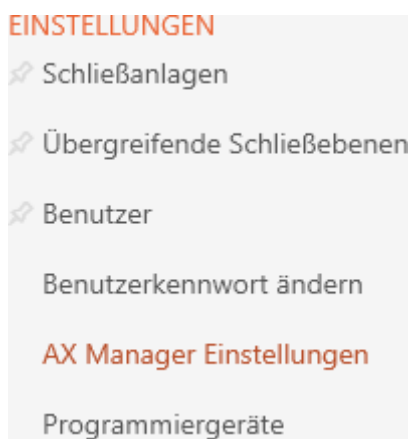 EINSTELLUNGEN
Schließanlagen
Übergreifende Schließebenen
Benutzer
Benutzerkennwort ändern
AX Manager Einstellungen
Programmiergeräte